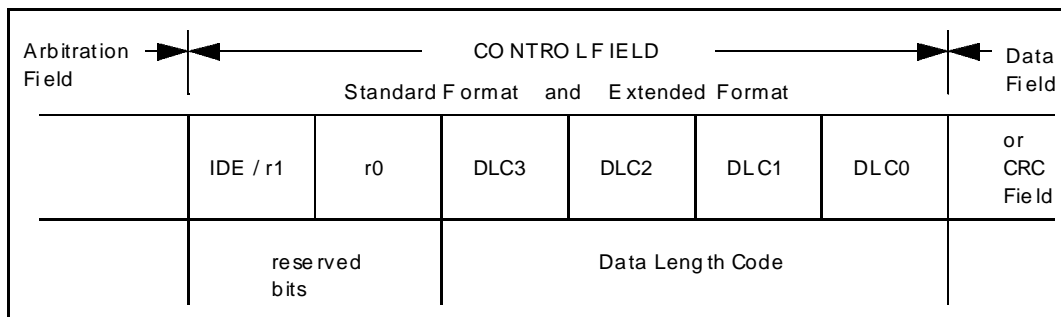 Arbitration
Field
CONTROL FIELD
Data
Field
Standard Format and Extended Format
IDE / r1
r0
DLC3
DLC2
DLC1
DLC0
or
CRC
Field
reserved
bits
Data Length Code